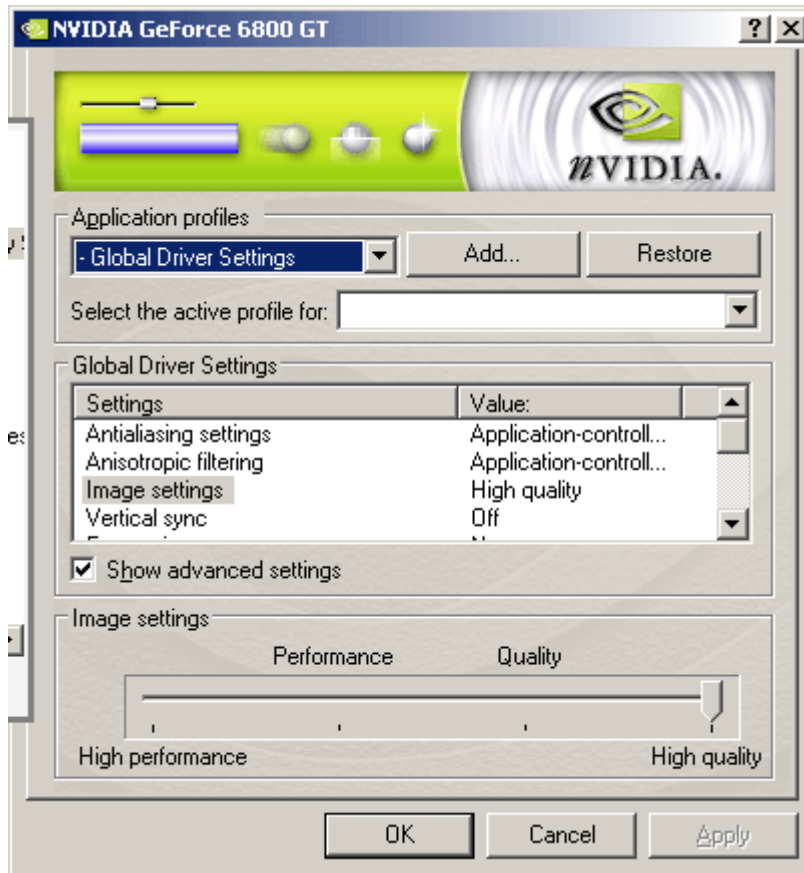 NVIDIA GeForce 6800 GT
nVIDIA.
Application profiles
- Global Driver Settings
Add...
Restore
Select the active profile for:
Global Driver Settings
Settings Value:
Antialiasing settings Application-controll...
Anisotropic filtering Application-controll...
Image settings High quality
Vertical sync Off
Show advanced settings
Image settings
Performance Quality
High performance High quality
OK Cancel Apply